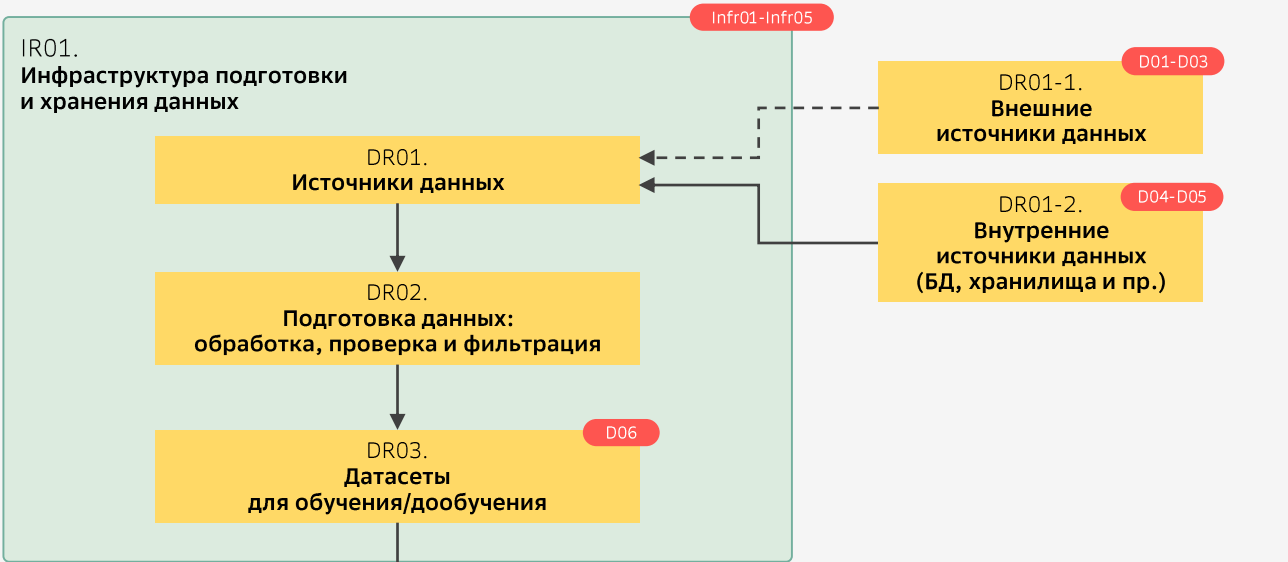 Infr01-Infr05
IR01.
Инфраструктура подготовки
и хранения данных
DR01.
Источники данных
DR02.
Подготовка данных:
обработка, проверка и фильтрация
D06
DR03.
Датасеты
для обучения/дообучения
D01-D03
DR01-1.
Внешние
источники данных
D04-D05
DR01-2.
Внутренние
источники данных
(БД, хранилища и пр.)